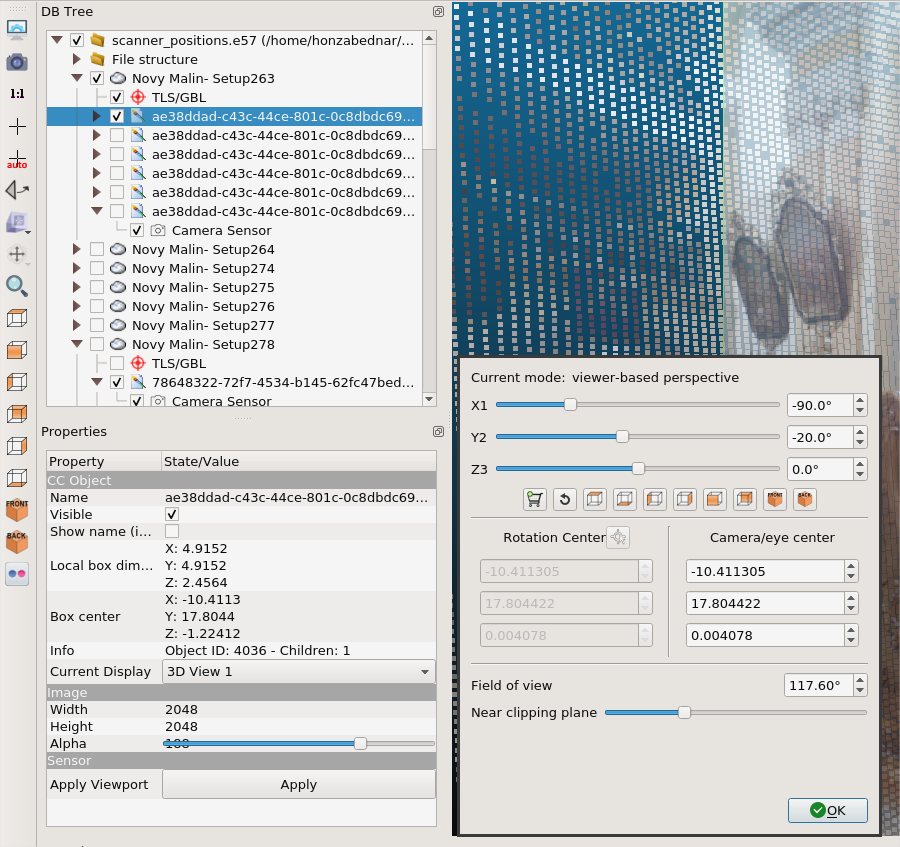 DB Tree
scanner_positions.e57 (/home/honzabednar/...
File structure
Novy Malin- Setup263
TLS/GBL
ae38ddad-c43c-44ce-801c-0c8dbdc69...
ae38ddad-c43c-44ce-801c-0c8dbdc69...
ae38ddad-c43c-44ce-801c-0c8dbdc69...
ae38ddad-c43c-44ce-801c-0c8dbdc69...
ae38ddad-c43c-44ce-801c-0c8dbdc69...
ae38ddad-c43c-44ce-801c-0c8dbdc69...
Camera Sensor
Novy Malin- Setup264
Novy Malin- Setup274
Novy Malin- Setup275
Novy Malin- Setup276
Novy Malin- Setup277
Novy Malin- Setup278
TLS/GBL
78648322-72f7-4534-b145-62fc47bed...
Camera Sensor
1:1
auto
FRONT
BACK
Properties
Property State/Value
CC Object
Name ae38ddad-c43c-44ce-801c-0c8dbdc69...
Visible
Show name (i...
Local box dim... X: 4.9152
Y: 4.9152
Z: 2.4564
Box center X: -10.4113
Y: 17.8044
Z: -1.22412
Info Object ID: 4036 - Children: 1
Current Display 3D View 1
Image
Width 2048
Height 2048
Alpha
Sensor
Apply Viewport Apply
Current mode: viewer-based perspective
X1 -90.0°
Y2 -20.0°
Z3 0.0°
FRONT BACK
Rotation Center Camera/eye center
-10.411305 -10.411305
17.804422 17.804422
0.004078 0.004078
Field of view 117.60°
Near clipping plane
OK